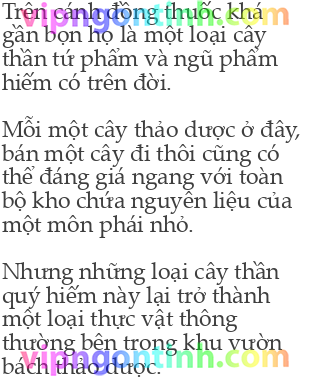 Trên cánh đồng thuốc khá
gần bọn họ là một loại cây
thần tứ phẩm và ngũ phẩm
hiếm có trên đời.
Mỗi một cây thảo dược ở đây,
bán một cây đi thôi cũng có
thể đáng giá ngang với toàn
bộ kho chứa nguyên liệu của
một môn phái nhỏ.
Nhưng những loại cây thần
quý hiếm này lại trở thành
một loại thực vật thông
thường bên trong khu vườn
bách thảo dược.
vipngontinh.com
vipngontinh.com